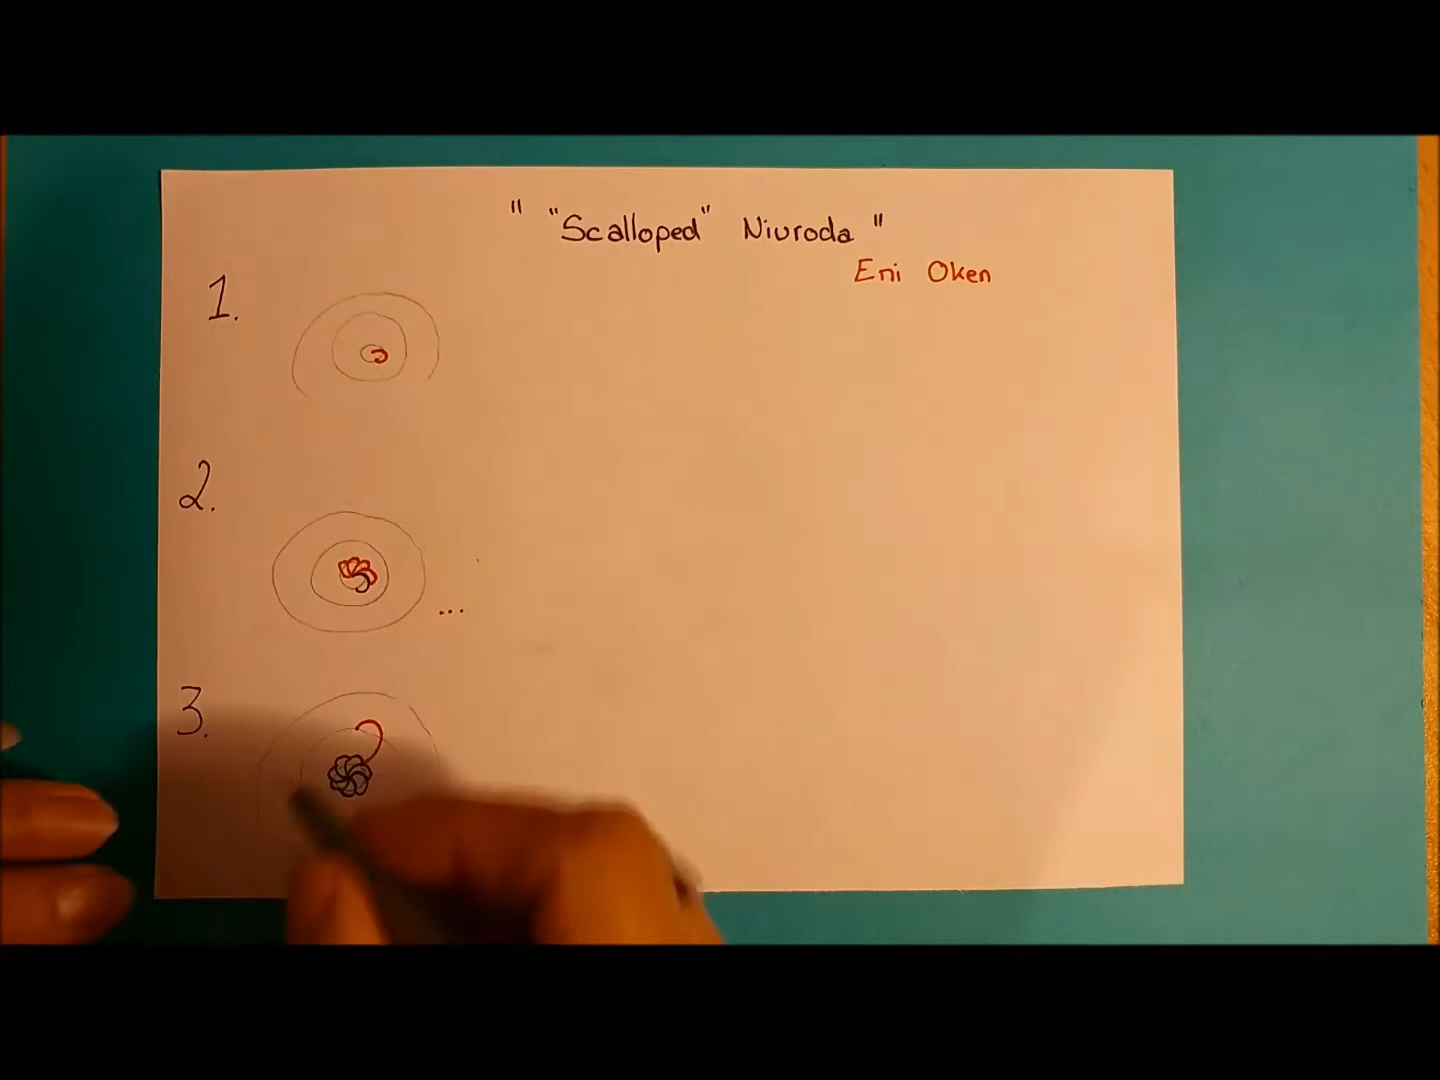 " "Scalloped" Niuroda "
Eni Oken
1.
2.
...
3.